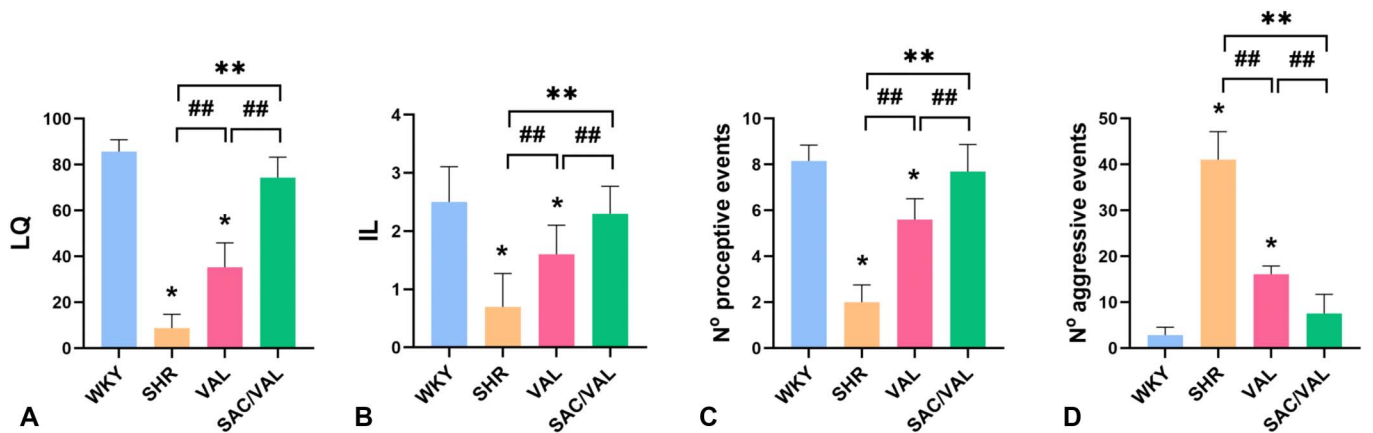 **
## ##
LQ
100
80
60
40
20
0
*
*
WKY
SHR
VAL
SAC/VAL
A
**
## ##
IL
4
3
2
1
0
*
*
WKY
SHR
VAL
SAC/VAL
B
**
## ##
Nº proceptive events
10
8
6
4
2
0
*
*
WKY
SHR
VAL
SAC/VAL
C
**
## ##
Nº aggressive events
50
40
30
20
10
0
*
*
WKY
SHR
VAL
SAC/VAL
D